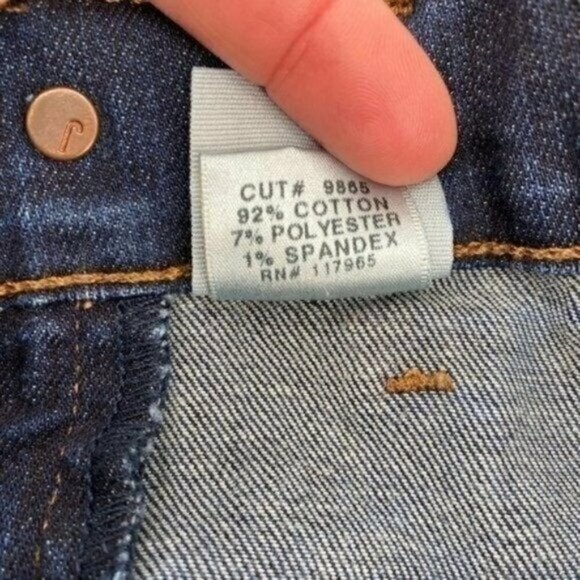 J
CUT# 9865
92% COTTON
7% POLYESTER
1% SPANDEX
RN# 117965